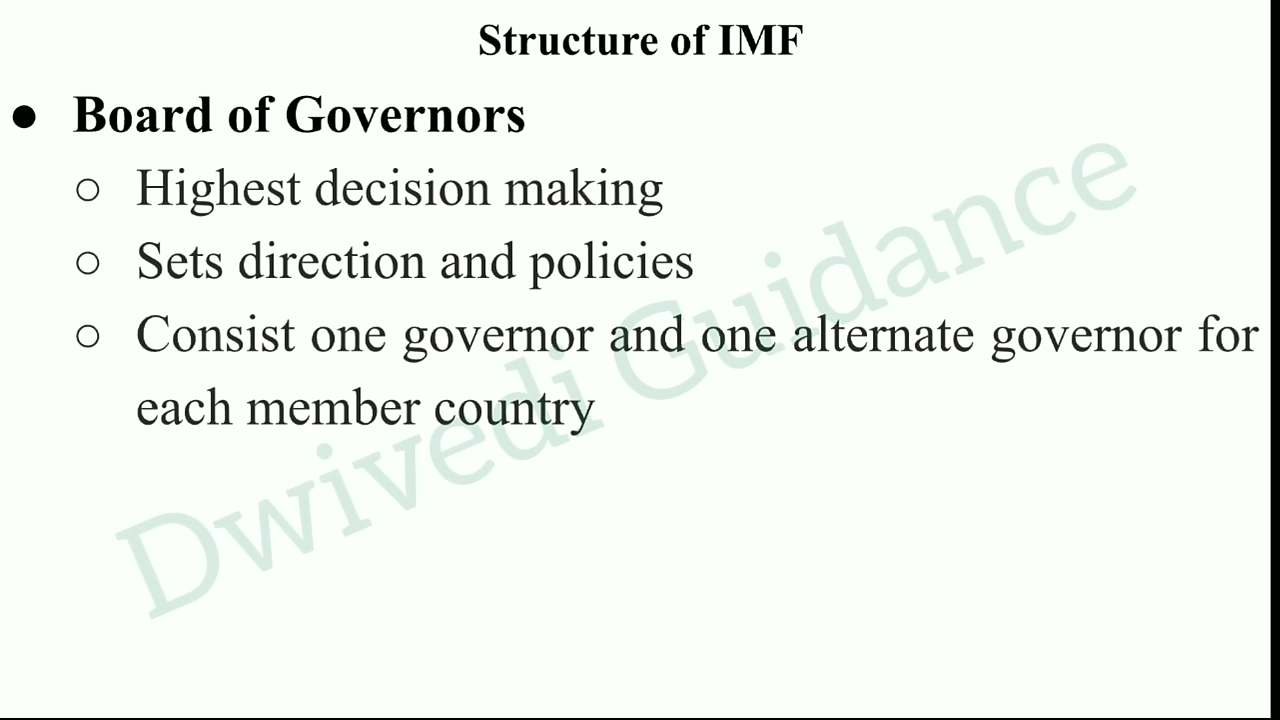 Structure of IMF
● Board of Governors
○ Highest decision making
○ Sets direction and policies
○ Consist one governor and one alternate governor for
each member country
Dwivedi Guidance